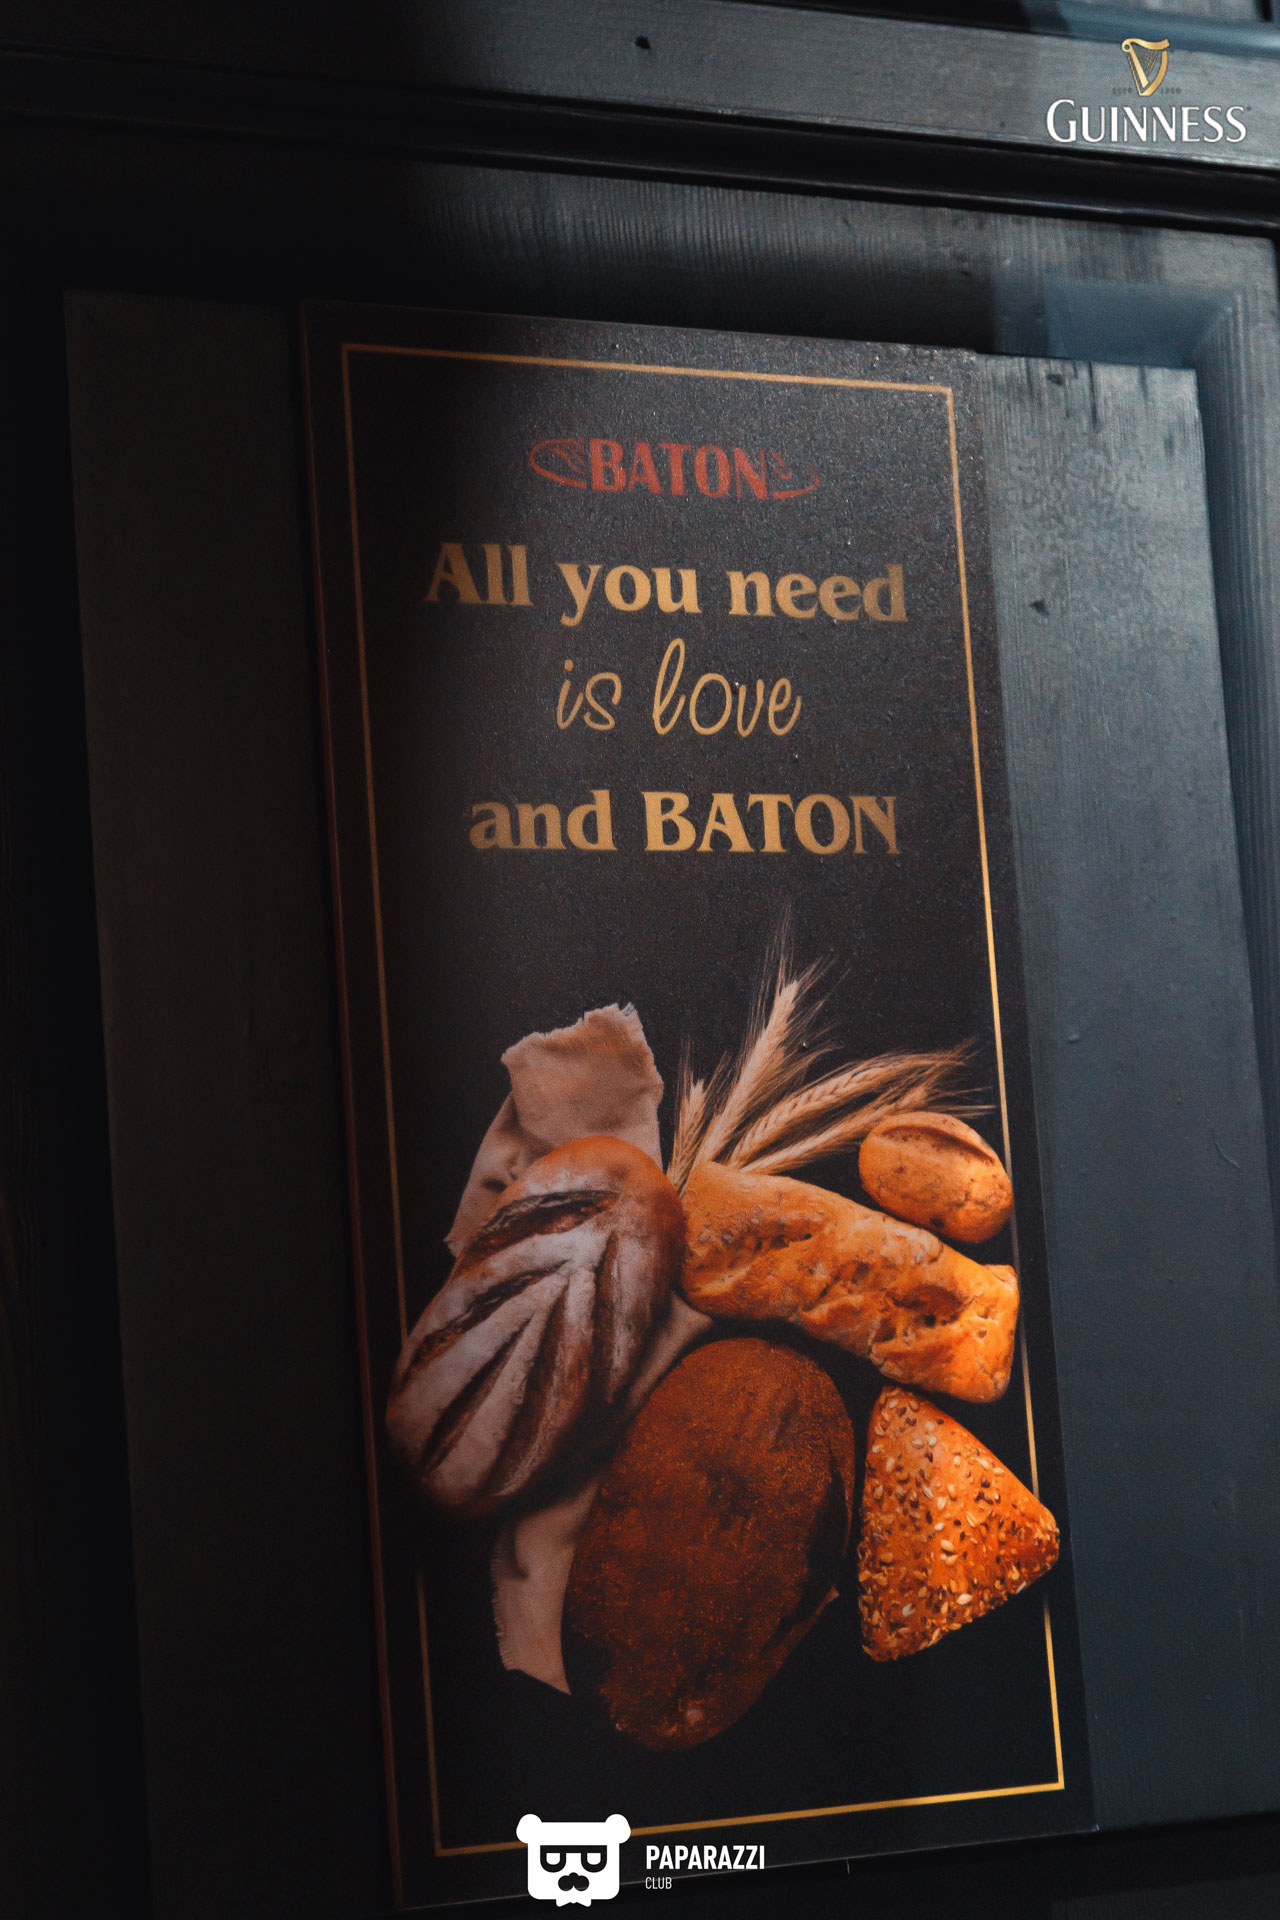 GUINNESS
BATON
All you need
is love
and BATON
PAPARAZZI
CLUB